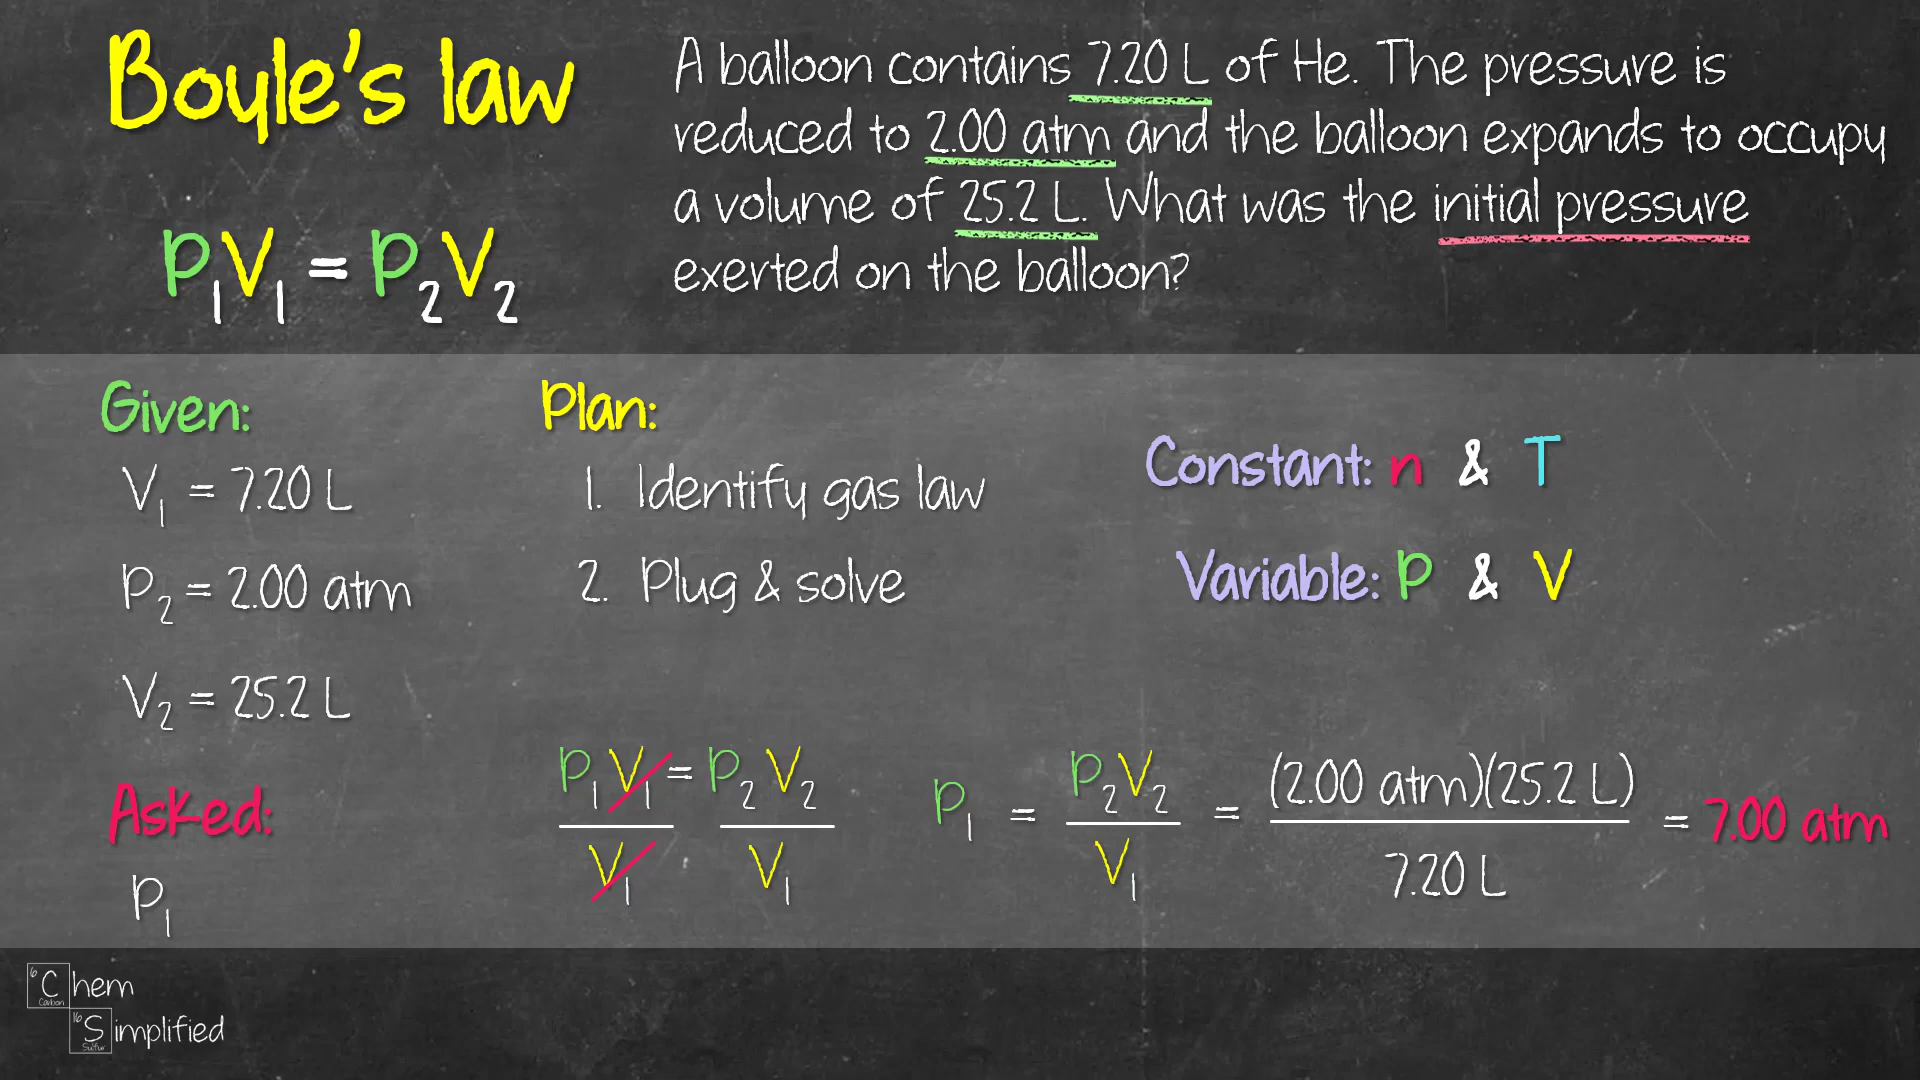 Boyle's law
P₁V₁ = P₂V₂
A balloon contains 7.20 L of He. The pressure is
reduced to 2.00 atm and the balloon expands to occupy
a volume of 25.2 L. What was the initial pressure
exerted on the balloon?
Given:
V₁ = 7.20 L
P₂ = 2.00 atm
V₂ = 25.2 L
Asked:
P₁
Plan:
1. Identify gas law
2. Plug & solve
Constant: n & T
Variable: P & V
P₁V₁ = P₂V₂
V₁ V₁
P₁ = P₂V₂ = (2.00 atm)(25.2 L) = 7.00 atm
V₁ 7.20 L
6
Chem
Carbon
16
Simplified
Sulfur